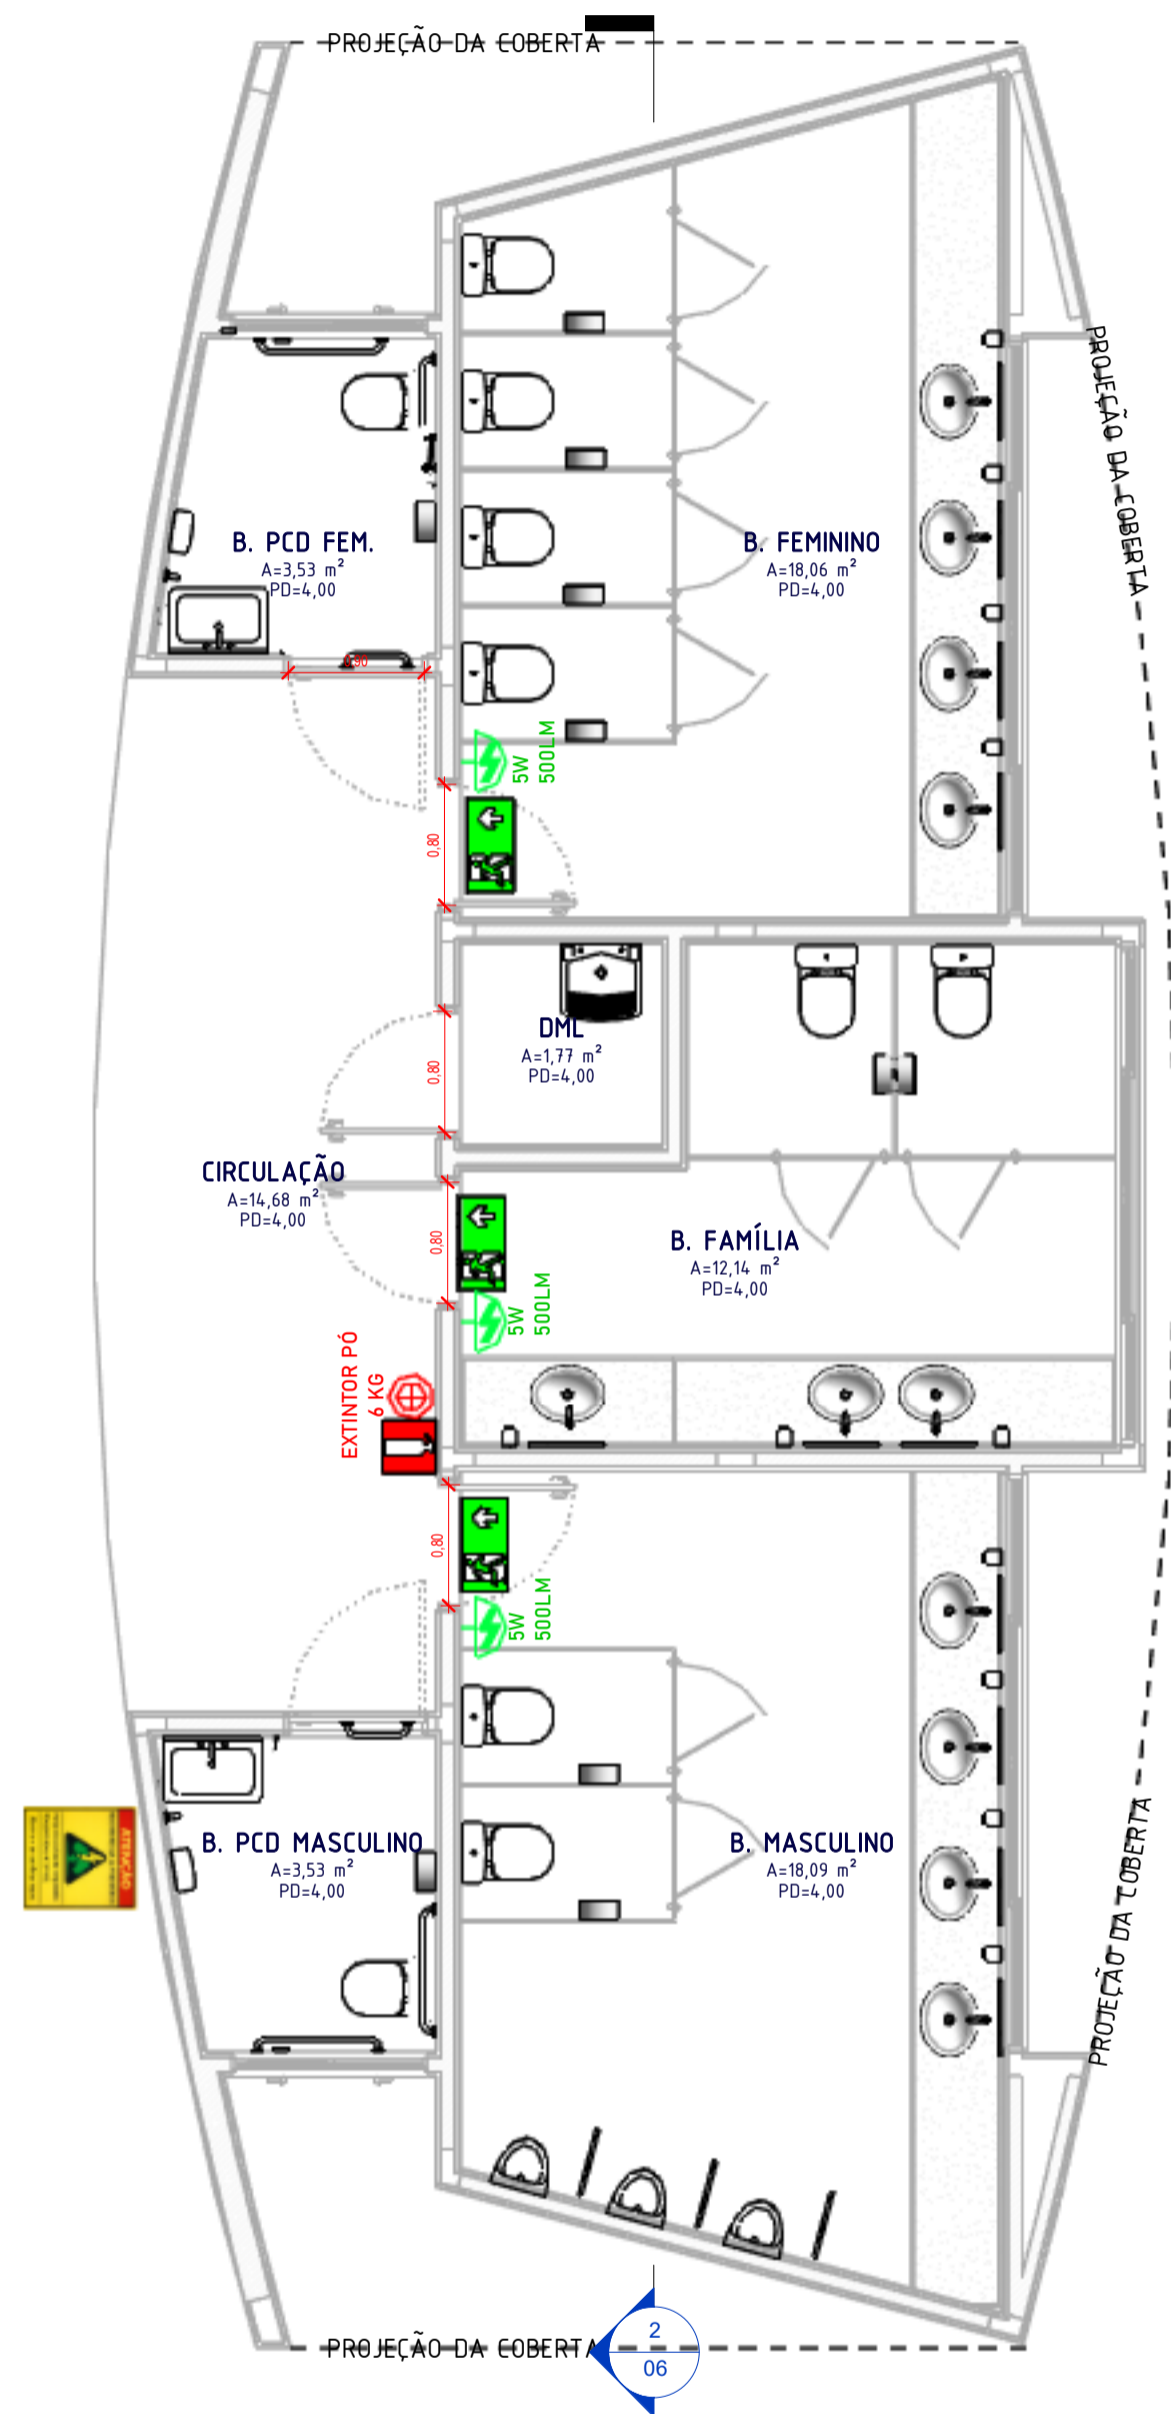 PROJEÇÃO DA COBERTA
PROJEÇÃO DA COBERTA
B. PCD FEM.
A=3,53 m²
PD=4,00
B. FEMININO
A=18,06 m²
PD=4,00
0,90
5W
500LM
0,80
DML
A=1,77 m²
PD=4,00
0,80
CIRCULAÇÃO
A=14,68 m²
PD=4,00
0,80
B. FAMÍLIA
A=12,14 m²
PD=4,00
5W
500LM
EXTINTOR PÓ
6 KG
0,80
5W
500LM
B. PCD MASCULINO
A=3,53 m²
PD=4,00
B. MASCULINO
A=18,09 m²
PD=4,00
ATENÇÃO
PROJEÇÃO DA COBERTA
PROJEÇÃO DA COBERTA
2
06